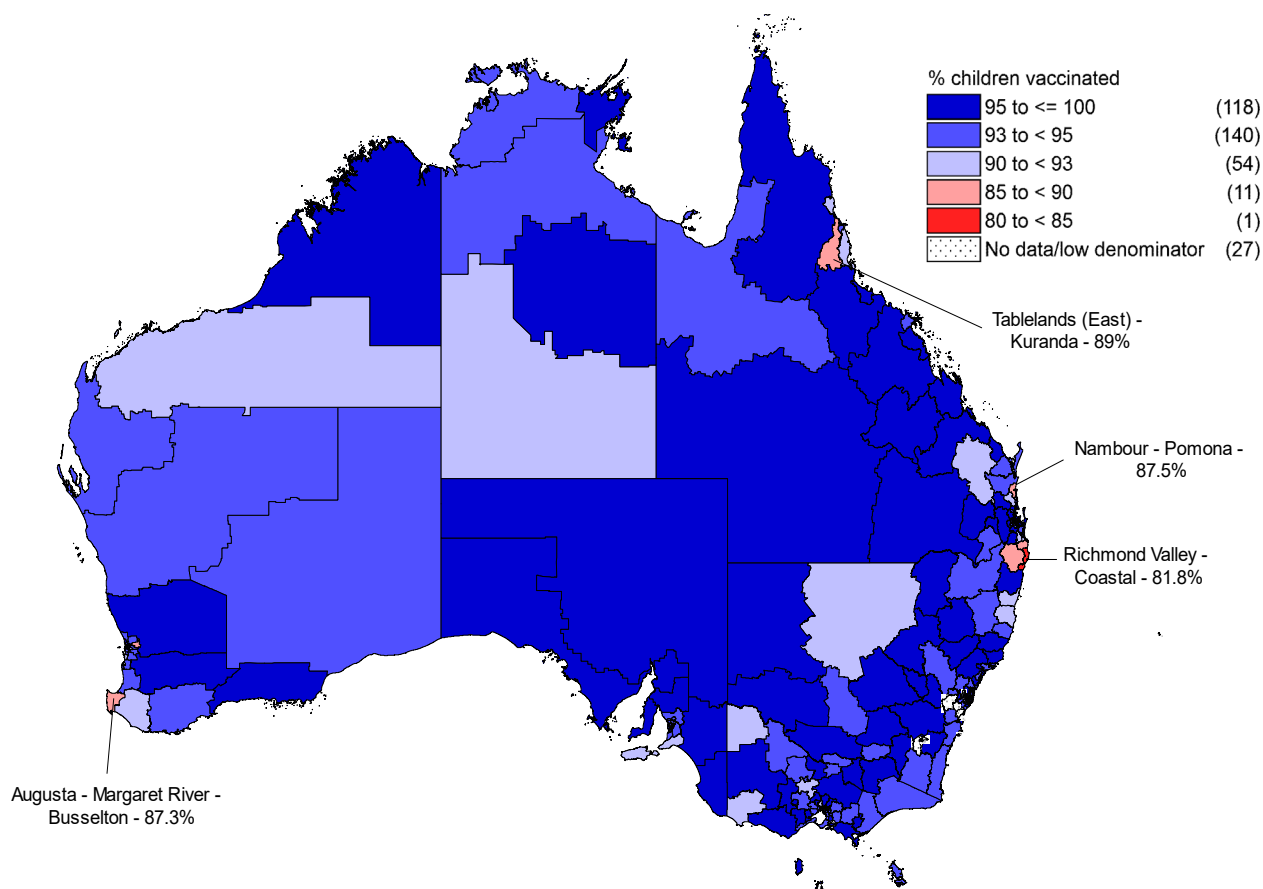 % children vaccinated
95 to <= 100 (118)
93 to < 95 (140)
90 to < 93 (54)
85 to < 90 (11)
80 to < 85 (1)
No data/low denominator (27)
Tablelands (East) -
Kuranda - 89%
Nambour - Pomona -
87.5%
Richmond Valley -
Coastal - 81.8%
Augusta - Margaret River -
Busselton - 87.3%